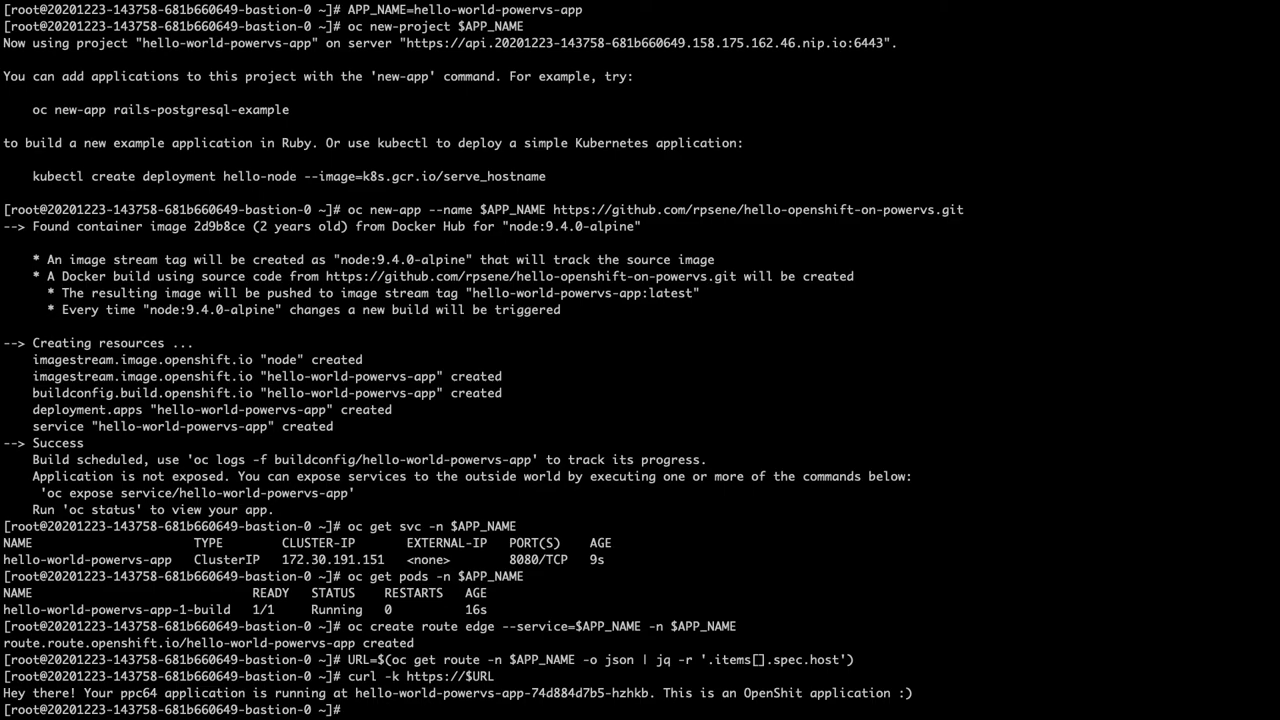 [root@20201223-143758-681b660649-bastion-0 ~]# APP_NAME=hello-world-powervs-app
[root@20201223-143758-681b660649-bastion-0 ~]# oc new-project $APP_NAME
Now using project "hello-world-powervs-app" on server "https://api.20201223-143758-681b660649.158.175.162.46.nip.io:6443".
You can add applications to this project with the 'new-app' command. For example, try:
oc new-app rails-postgresql-example
to build a new example application in Ruby. Or use kubectl to deploy a simple Kubernetes application:
kubectl create deployment hello-node --image=k8s.gcr.io/serve_hostname
[root@20201223-143758-681b660649-bastion-0 ~]# oc new-app --name $APP_NAME https://github.com/rpsene/hello-openshift-on-powervs.git
--> Found container image 2d9b8ce (2 years old) from Docker Hub for "node:9.4.0-alpine"
* An image stream tag will be created as "node:9.4.0-alpine" that will track the source image
* A Docker build using source code from https://github.com/rpsene/hello-openshift-on-powervs.git will be created
* The resulting image will be pushed to image stream tag "hello-world-powervs-app:latest"
* Every time "node:9.4.0-alpine" changes a new build will be triggered
--> Creating resources ...
imagestream.image.openshift.io "node" created
imagestream.image.openshift.io "hello-world-powervs-app" created
buildconfig.build.openshift.io "hello-world-powervs-app" created
deployment.apps "hello-world-powervs-app" created
service "hello-world-powervs-app" created
--> Success
Build scheduled, use 'oc logs -f buildconfig/hello-world-powervs-app' to track its progress.
Application is not exposed. You can expose services to the outside world by executing one or more of the commands below:
'oc expose service/hello-world-powervs-app'
Run 'oc status' to view your app.
[root@20201223-143758-681b660649-bastion-0 ~]# oc get svc -n $APP_NAME
NAME TYPE CLUSTER-IP EXTERNAL-IP PORT(S) AGE
hello-world-powervs-app ClusterIP 172.30.191.151 <none> 8080/TCP 9s
[root@20201223-143758-681b660649-bastion-0 ~]# oc get pods -n $APP_NAME
NAME READY STATUS RESTARTS AGE
hello-world-powervs-app-1-build 1/1 Running 0 16s
[root@20201223-143758-681b660649-bastion-0 ~]# oc create route edge --service=$APP_NAME -n $APP_NAME
route.route.openshift.io/hello-world-powervs-app created
[root@20201223-143758-681b660649-bastion-0 ~]# URL=$(oc get route -n $APP_NAME -o json | jq -r '.items[].spec.host')
[root@20201223-143758-681b660649-bastion-0 ~]# curl -k https://$URL
Hey there! Your ppc64 application is running at hello-world-powervs-app-74d884d7b5-hzhkb. This is an OpenShit application :)
[root@20201223-143758-681b660649-bastion-0 ~]#